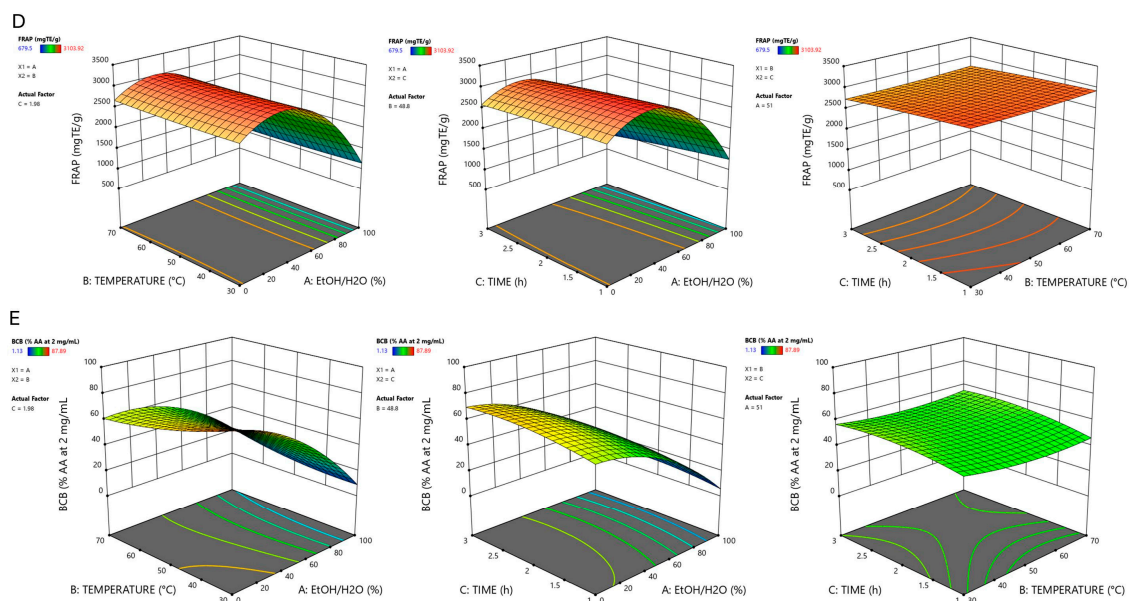 D
FRAP (mgTE/g)
679.5 3103.92
X1 = A
X2 = B
Actual Factor
C = 1.98
FRAP (mgTE/g)
3500
3000
2500
2000
1500
1000
500
70
60
50
40
30
B: TEMPERATURE (°C)
0
20
40
60
80
100
A: EtOH/H2O (%)
FRAP (mgTE/g)
679.5 3103.92
X1 = A
X2 = C
Actual Factor
B = 48.8
FRAP (mgTE/g)
3500
3000
2500
2000
1500
1000
500
3
2.5
2
1.5
1
C: TIME (h)
0
20
40
60
80
100
A: EtOH/H2O (%)
FRAP (mgTE/g)
679.5 3103.92
X1 = B
X2 = C
Actual Factor
A = 51
FRAP (mgTE/g)
3500
3000
2500
2000
1500
1000
500
3
2.5
2
1.5
1
C: TIME (h)
30
40
50
60
70
B: TEMPERATURE (°C)
E
BCB (% AA at 2 mg/mL)
1.13 87.89
X1 = A
X2 = B
Actual Factor
C = 1.98
BCB (% AA at 2 mg/mL)
100
80
60
40
20
0
70
60
50
40
30
B: TEMPERATURE (°C)
0
20
40
60
80
100
A: EtOH/H2O (%)
BCB (% AA at 2 mg/mL)
1.13 87.89
X1 = A
X2 = C
Actual Factor
B = 48.8
BCB (% AA at 2 mg/mL)
100
80
60
40
20
0
3
2.5
2
1.5
1
C: TIME (h)
0
20
40
60
80
100
A: EtOH/H2O (%)
BCB (% AA at 2 mg/mL)
1.13 87.89
X1 = B
X2 = C
Actual Factor
A = 51
BCB (% AA at 2 mg/mL)
100
80
60
40
20
0
3
2.5
2
1.5
1
C: TIME (h)
30
40
50
60
70
B: TEMPERATURE (°C)